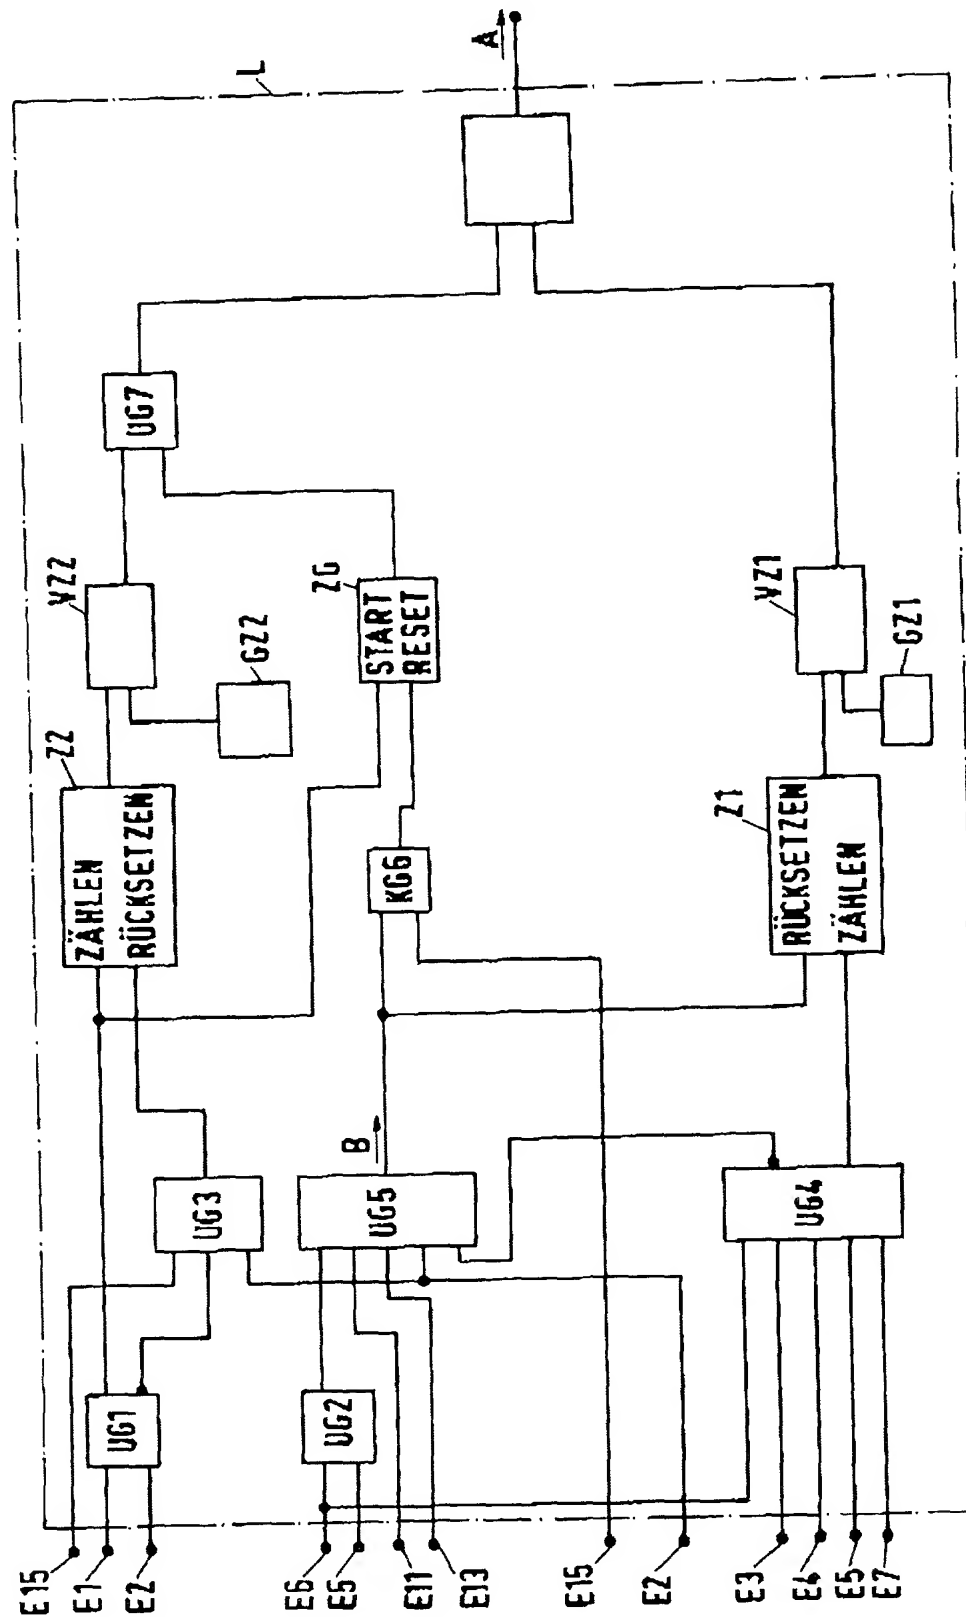 A
L
UG7
VZ2
GZ2
ZG
START
RESET
VZ1
GZ1
Z2
ZÄHLEN
RÜCKSETZEN
KG6
Z1
RÜCKSETZEN
ZÄHLEN
B
UG3
UG5
UG4
UG1
UG2
E15
E1
E2
E6
E5
E11
E13
E15
E2
E3
E4
E5
E7